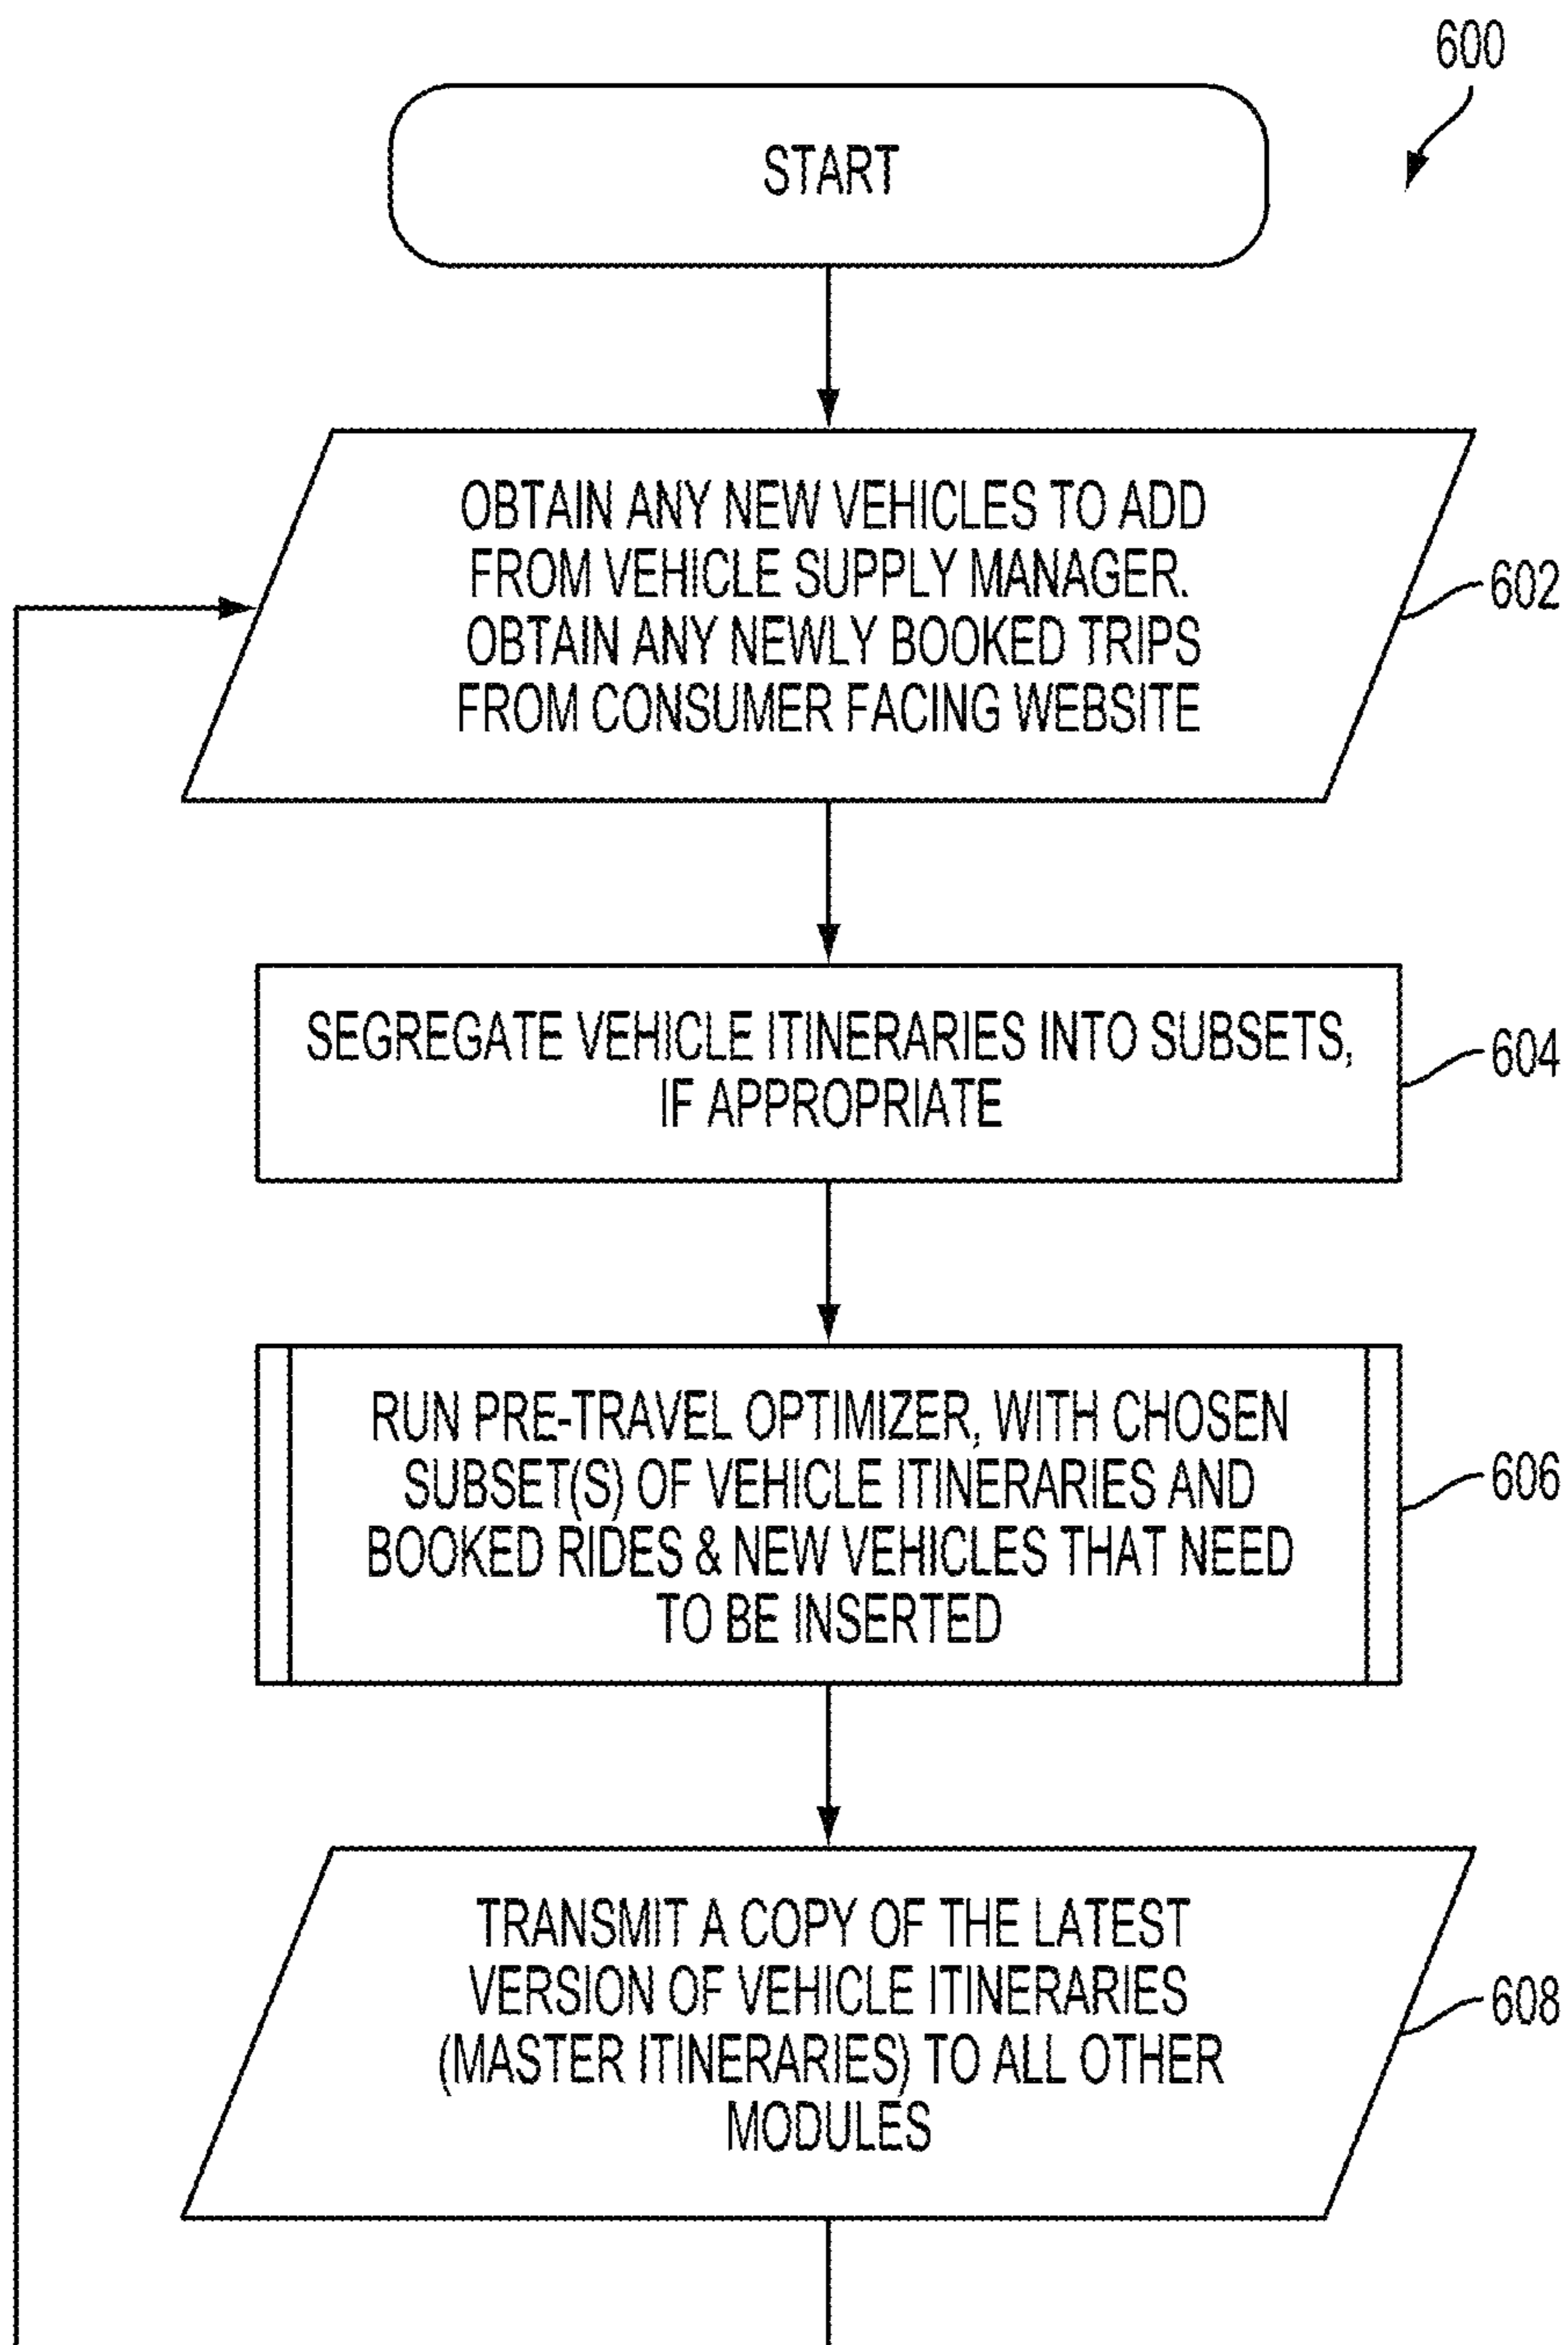 600
START
OBTAIN ANY NEW VEHICLES TO ADD
FROM VEHICLE SUPPLY MANAGER.
OBTAIN ANY NEWLY BOOKED TRIPS
FROM CONSUMER FACING WEBSITE
602
SEGREGATE VEHICLE ITINERARIES INTO SUBSETS,
IF APPROPRIATE
604
RUN PRE-TRAVEL OPTIMIZER, WITH CHOSEN
SUBSET(S) OF VEHICLE ITINERARIES AND
BOOKED RIDES & NEW VEHICLES THAT NEED
TO BE INSERTED
606
TRANSMIT A COPY OF THE LATEST
VERSION OF VEHICLE ITINERARIES
(MASTER ITINERARIES) TO ALL OTHER
MODULES
608